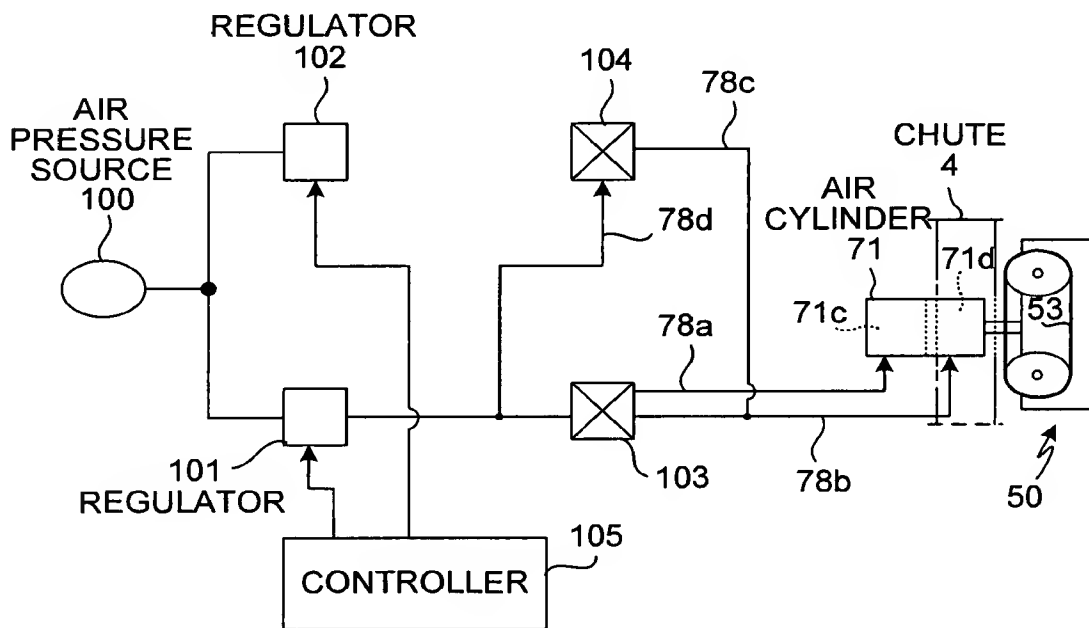 REGULATOR
102
AIR
PRESSURE
SOURCE
100
104
78c
CHUTE
4
AIR
CYLINDER
71
78d
71d
71c
53
78a
101
REGULATOR
103
78b
50
105
CONTROLLER